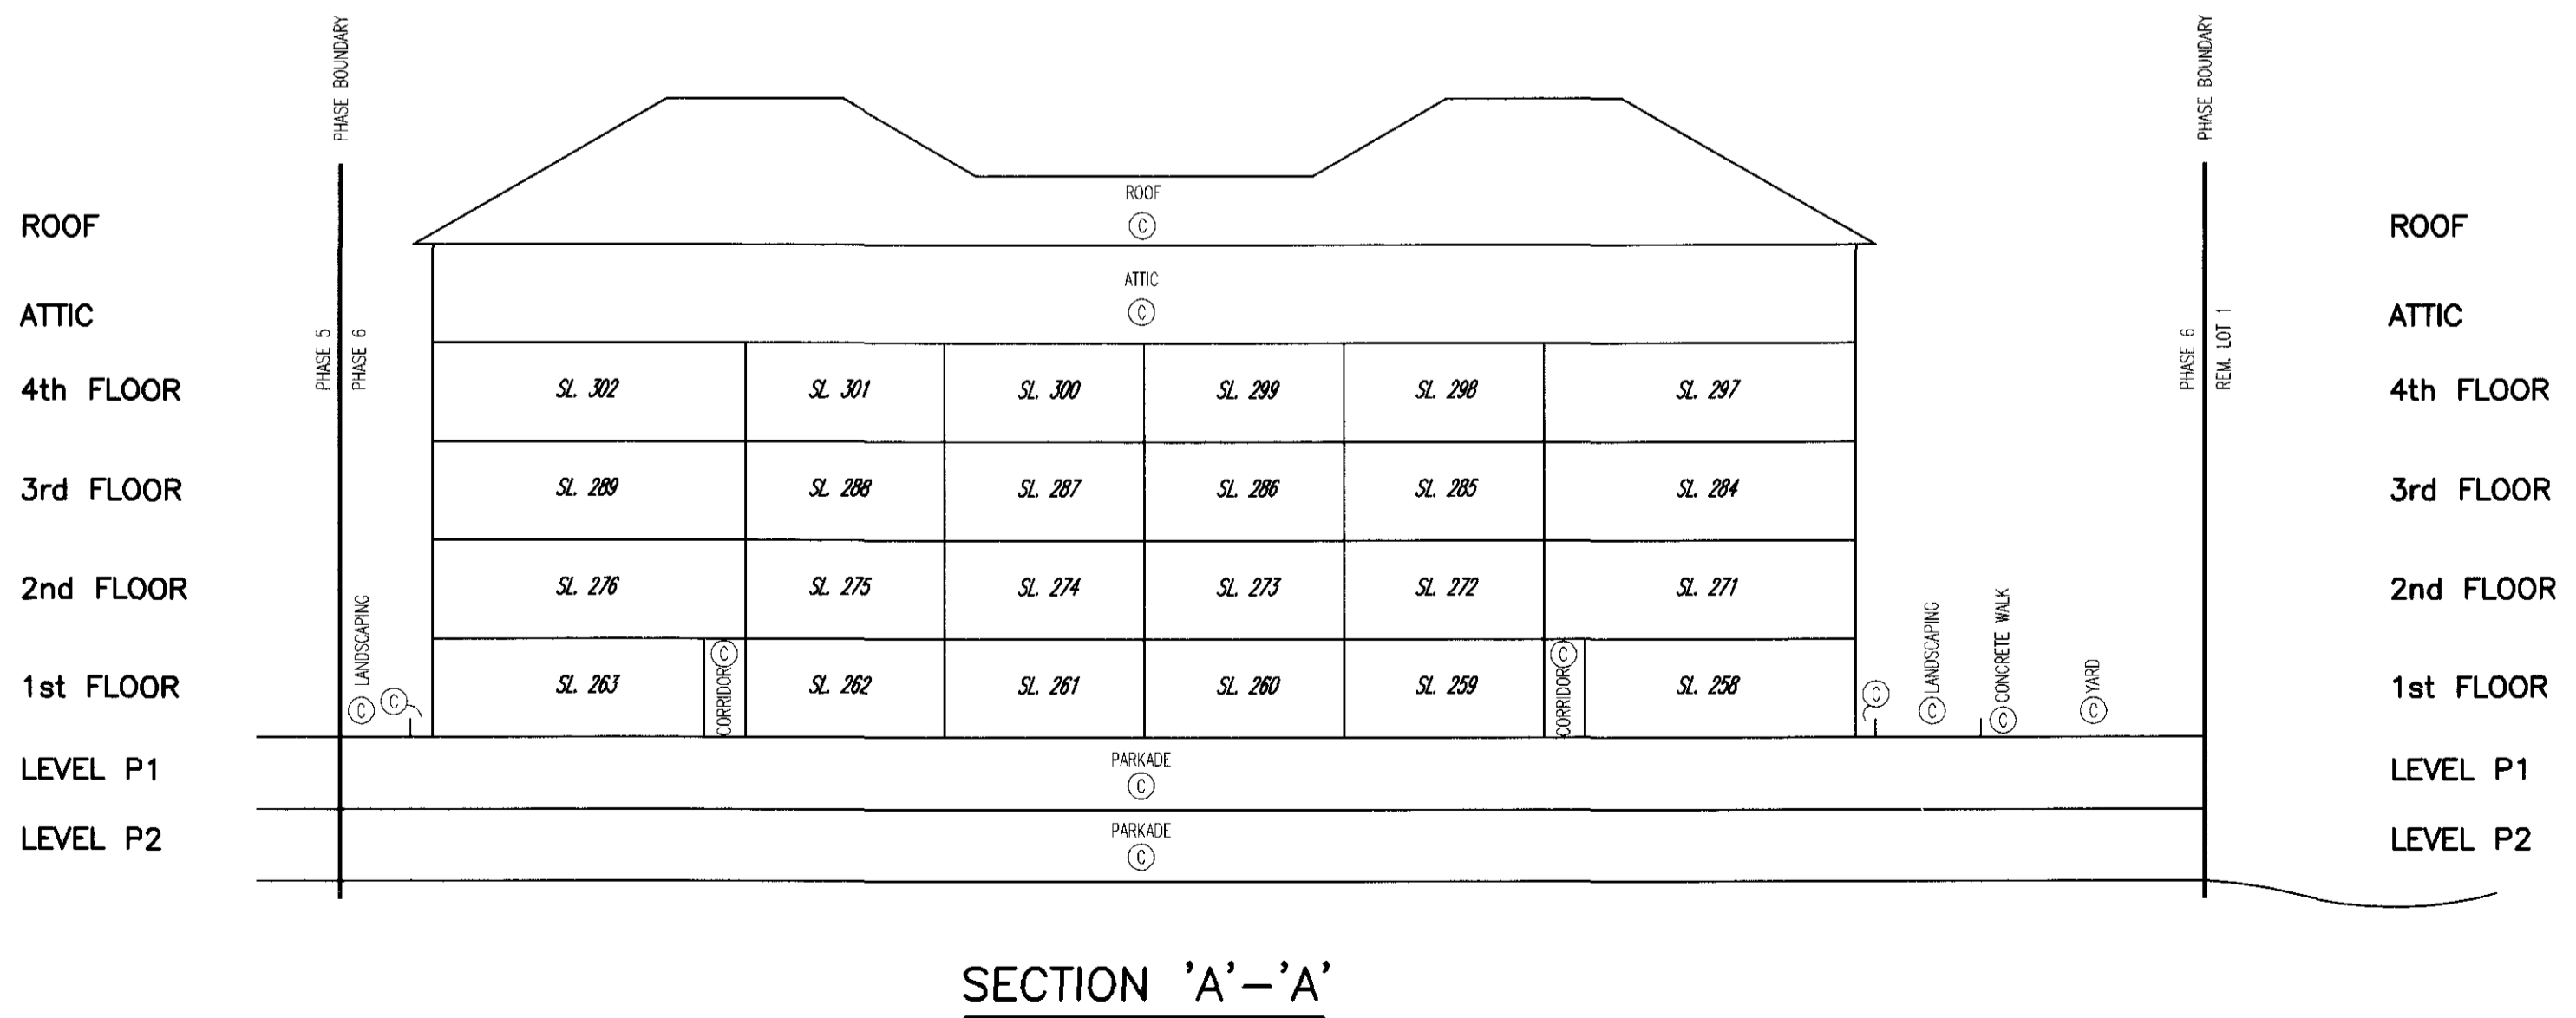 PHASE BOUNDARY
PHASE BOUNDARY
ROOF
ROOF
C
ROOF
ATTIC
C
ATTIC
ATTIC
PHASE 5
PHASE 6
PHASE 6
REM. LOT 1
4th FLOOR
SL. 302
SL. 301
SL. 300
SL. 299
SL. 298
SL. 297
4th FLOOR
3rd FLOOR
SL. 289
SL. 288
SL. 287
SL. 286
SL. 285
SL. 284
3rd FLOOR
2nd FLOOR
SL. 276
SL. 275
SL. 274
SL. 273
SL. 272
SL. 271
2nd FLOOR
1st FLOOR
C LANDSCAPING
C
SL. 263
CORRIDOR C
SL. 262
SL. 261
SL. 260
SL. 259
CORRIDOR C
SL. 258
C
C LANDSCAPING
C CONCRETE WALK
C YARD
1st FLOOR
LEVEL P1
PARKADE
C
LEVEL P1
LEVEL P2
PARKADE
C
LEVEL P2
SECTION 'A'-'A'